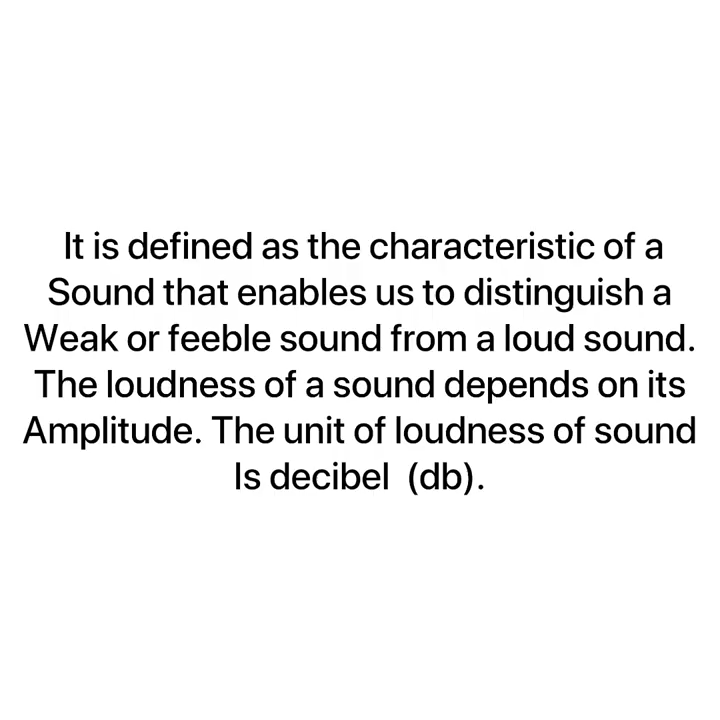 It is defined as the characteristic of a
Sound that enables us to distinguish a
Weak or feeble sound from a loud sound.
The loudness of a sound depends on its
Amplitude. The unit of loudness of sound
Is decibel  (db).